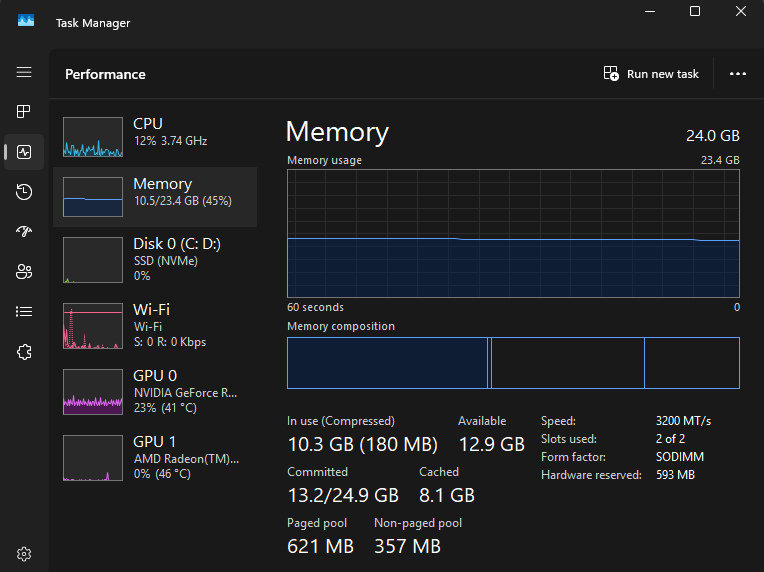 Task Manager
Performance
Run new task
CPU
12% 3.74 GHz
Memory
10.5/23.4 GB (45%)
Disk 0 (C: D:)
SSD (NVMe)
0%
Wi-Fi
Wi-Fi
S: 0 R: 0 Kbps
GPU 0
NVIDIA GeForce R...
23% (41 °C)
GPU 1
AMD Radeon(TM)...
0% (46 °C)
Memory
24.0 GB
Memory usage
23.4 GB
60 seconds
0
Memory composition
In use (Compressed)
10.3 GB (180 MB)
Available
12.9 GB
Committed
13.2/24.9 GB
Cached
8.1 GB
Paged pool
621 MB
Non-paged pool
357 MB
Speed: 3200 MT/s
Slots used: 2 of 2
Form factor: SODIMM
Hardware reserved: 593 MB